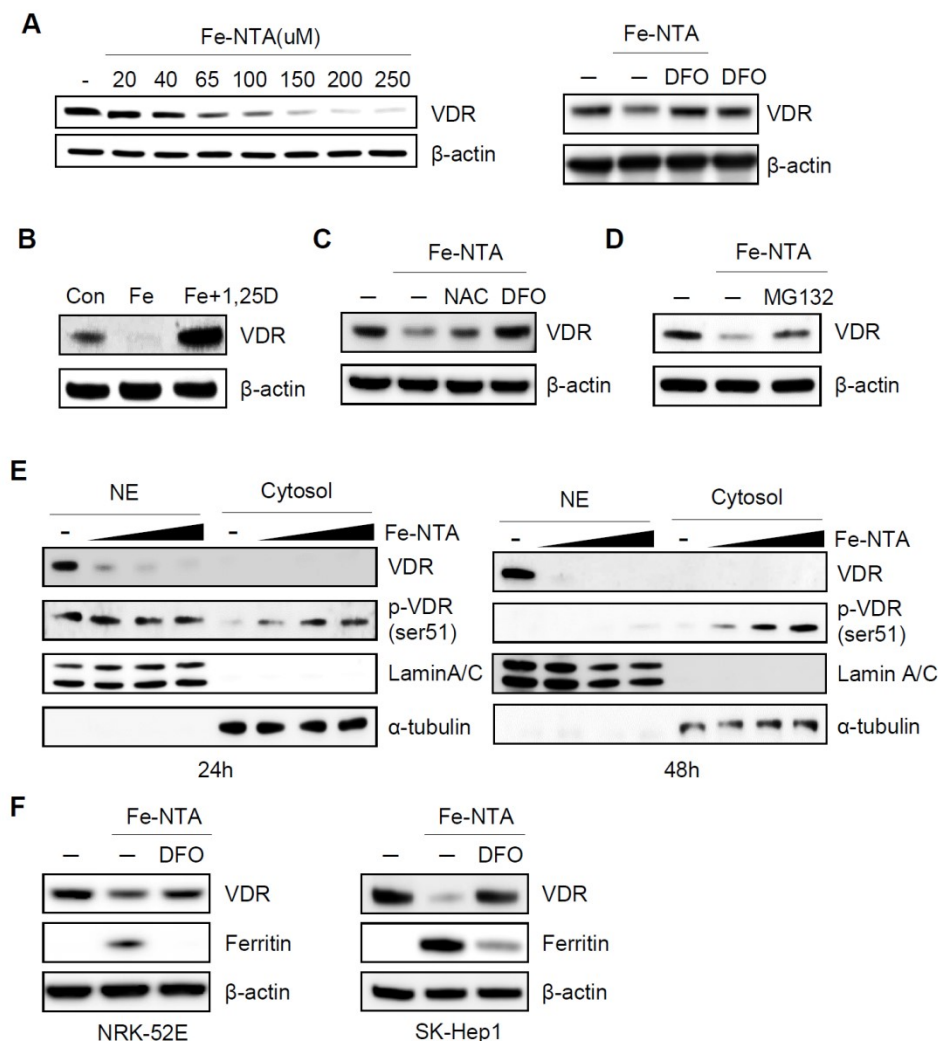 A
Fe-NTA(uM)
- 20 40 65 100 150 200 250
VDR
β-actin
Fe-NTA
– – DFO DFO
VDR
β-actin
B
Con Fe Fe+1,25D
VDR
β-actin
C
Fe-NTA
– – NAC DFO
VDR
β-actin
D
Fe-NTA
– – MG132
VDR
β-actin
E
NE Cytosol
- - Fe-NTA
VDR
p-VDR
(ser51)
LaminA/C
α-tubulin
24h
NE Cytosol
- - Fe-NTA
VDR
p-VDR
(ser51)
Lamin A/C
α-tubulin
48h
F
Fe-NTA
– – DFO
VDR
Ferritin
β-actin
NRK-52E
Fe-NTA
– – DFO
VDR
Ferritin
β-actin
SK-Hep1